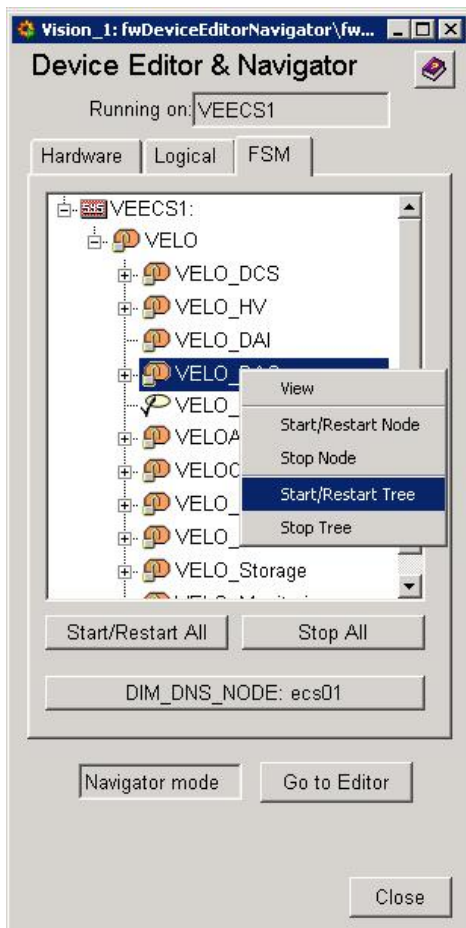 Vision_1: fwDeviceEditorNavigator\fw...
Device Editor & Navigator
Running on: VEECS1
Hardware Logical FSM
VEECS1:
VELO
VELO_DCS
VELO_HV
VELO_DAI
View
VELO_
Start/Restart Node
VELOA
Stop Node
VELOC
Start/Restart Tree
VELO_
Stop Tree
VELO_
VELO_Storage
Start/Restart All Stop All
DIM_DNS_NODE: ecs01
Navigator mode Go to Editor
Close